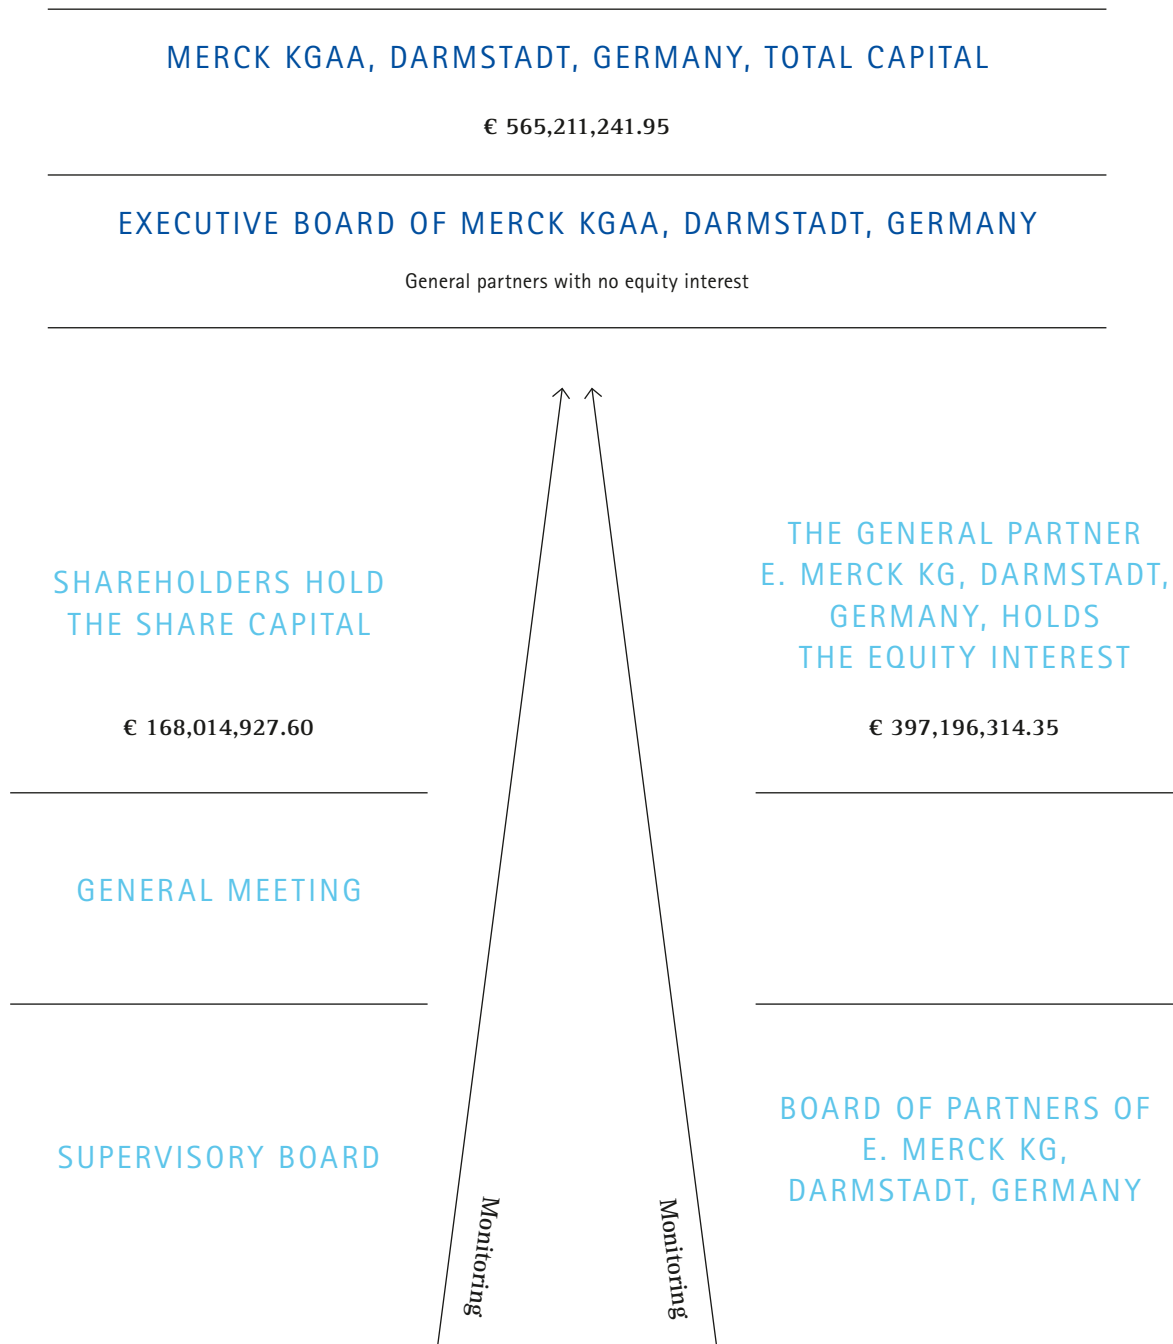 MERCK KGAA, DARMSTADT, GERMANY, TOTAL CAPITAL
€ 565,211,241.95
EXECUTIVE BOARD OF MERCK KGAA, DARMSTADT, GERMANY
General partners with no equity interest
SHAREHOLDERS HOLD
THE SHARE CAPITAL
€ 168,014,927.60
THE GENERAL PARTNER
E. MERCK KG, DARMSTADT,
GERMANY, HOLDS
THE EQUITY INTEREST
€ 397,196,314.35
GENERAL MEETING
SUPERVISORY BOARD
BOARD OF PARTNERS OF
E. MERCK KG,
DARMSTADT, GERMANY
Monitoring
Monitoring